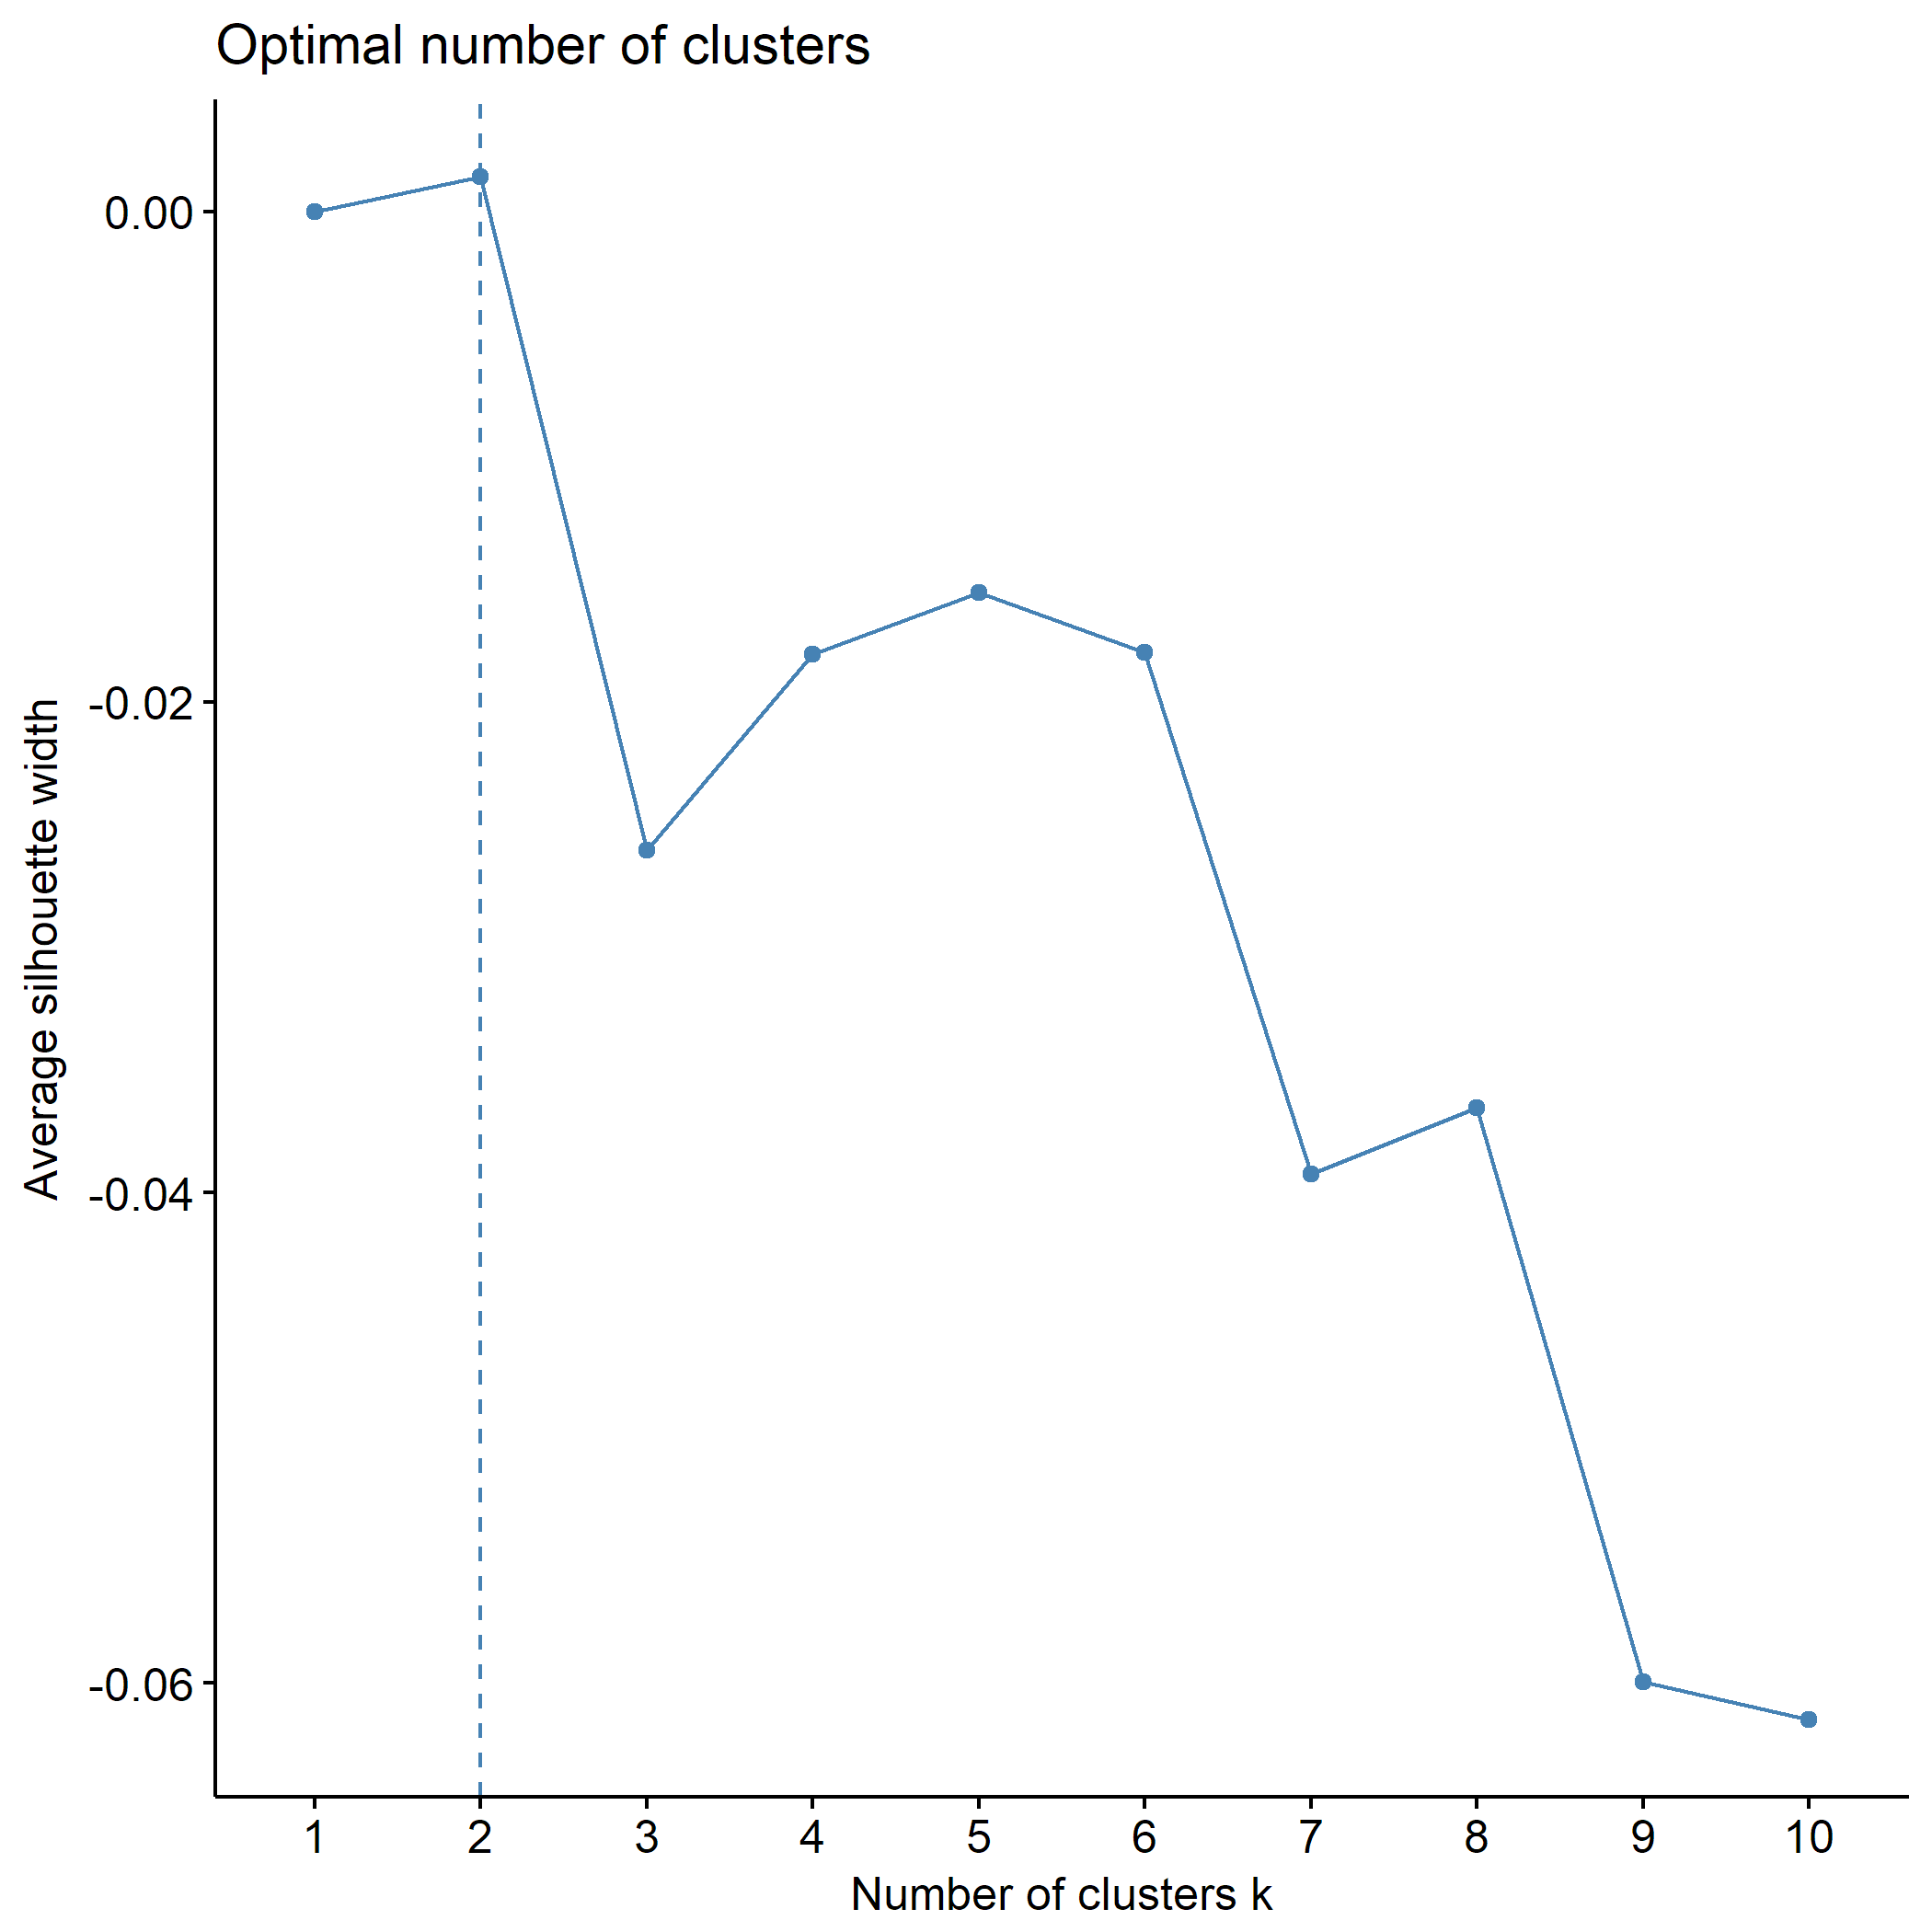 Optimal number of clusters
Average silhouette width
0.00
-0.02
-0.04
-0.06
1 2 3 4 5 6 7 8 9 10
Number of clusters k